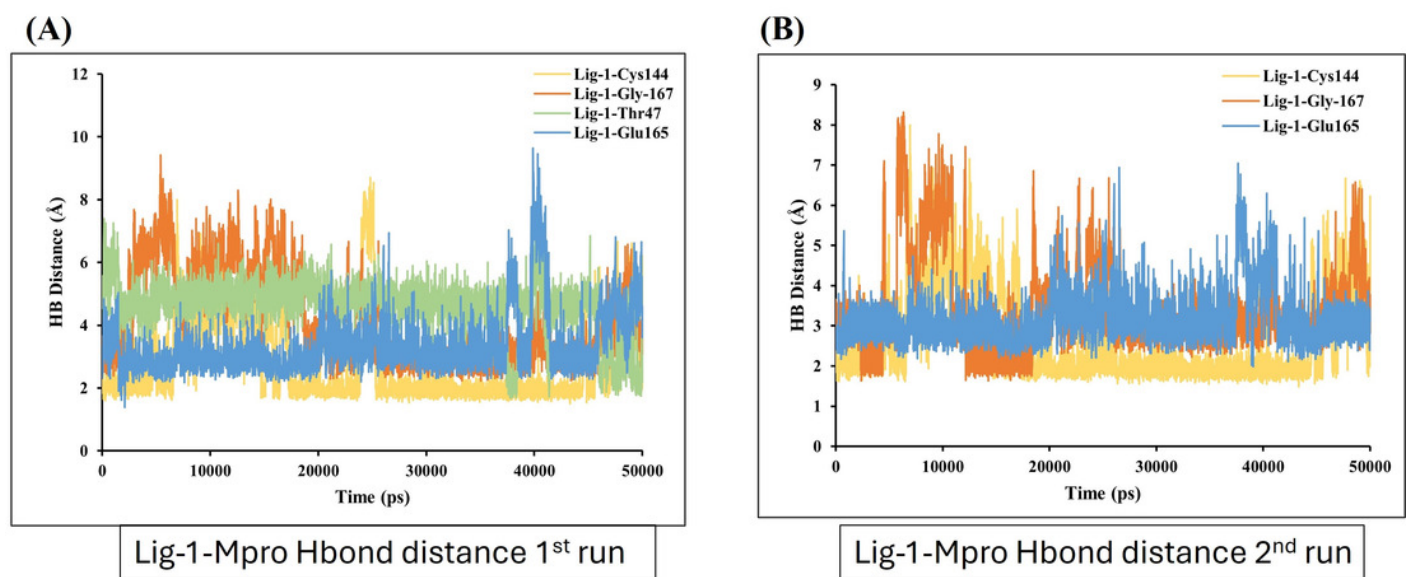 (A)
12
10
8
6
4
2
0
HB Distance (Å)
Lig-1-Cys144
Lig-1-Gly-167
Lig-1-Thr47
Lig-1-Glu165
0 10000 20000 30000 40000 50000
Time (ps)
Lig-1-Mpro Hbond distance 1st run
(B)
9
8
7
6
5
4
3
2
1
0
HB Distance (Å)
Lig-1-Cys144
Lig-1-Gly-167
Lig-1-Glu165
0 10000 20000 30000 40000 50000
Time (ps)
Lig-1-Mpro Hbond distance 2nd run